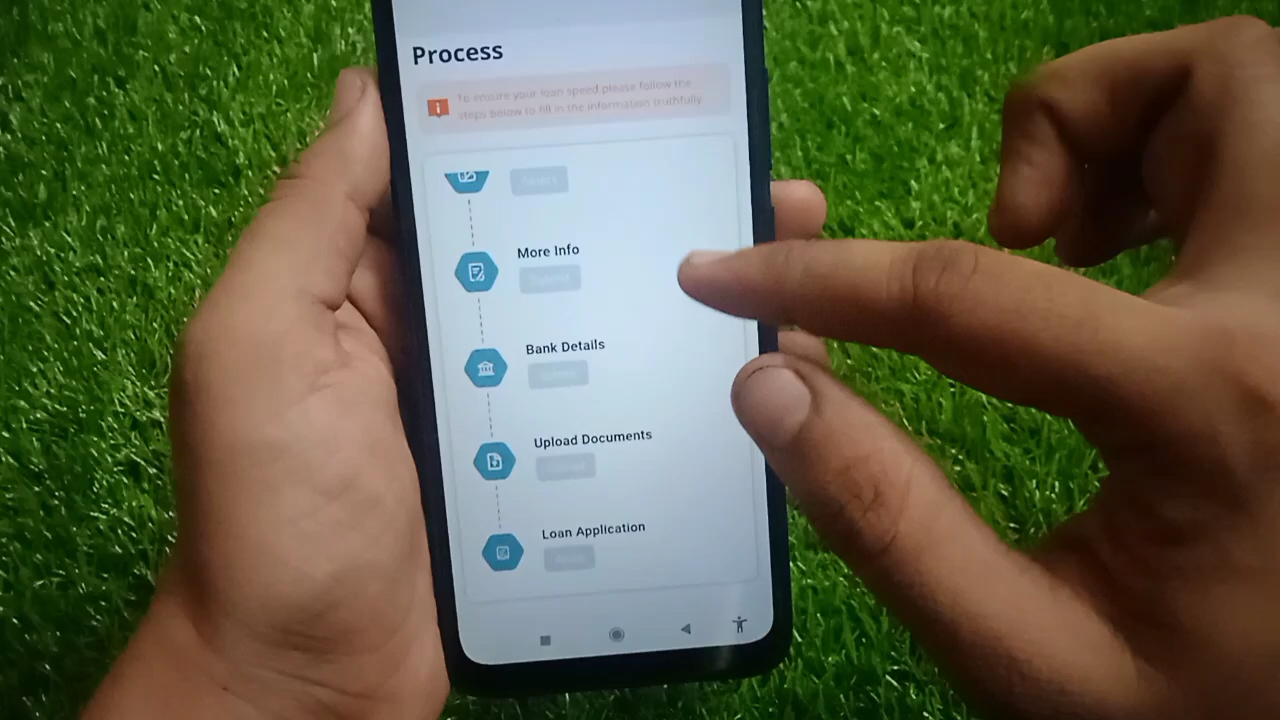 Process
To ensure your loan speed please follow the
steps below to fill in the information truthfully
More Info
Bank Details
Upload Documents
Loan Application